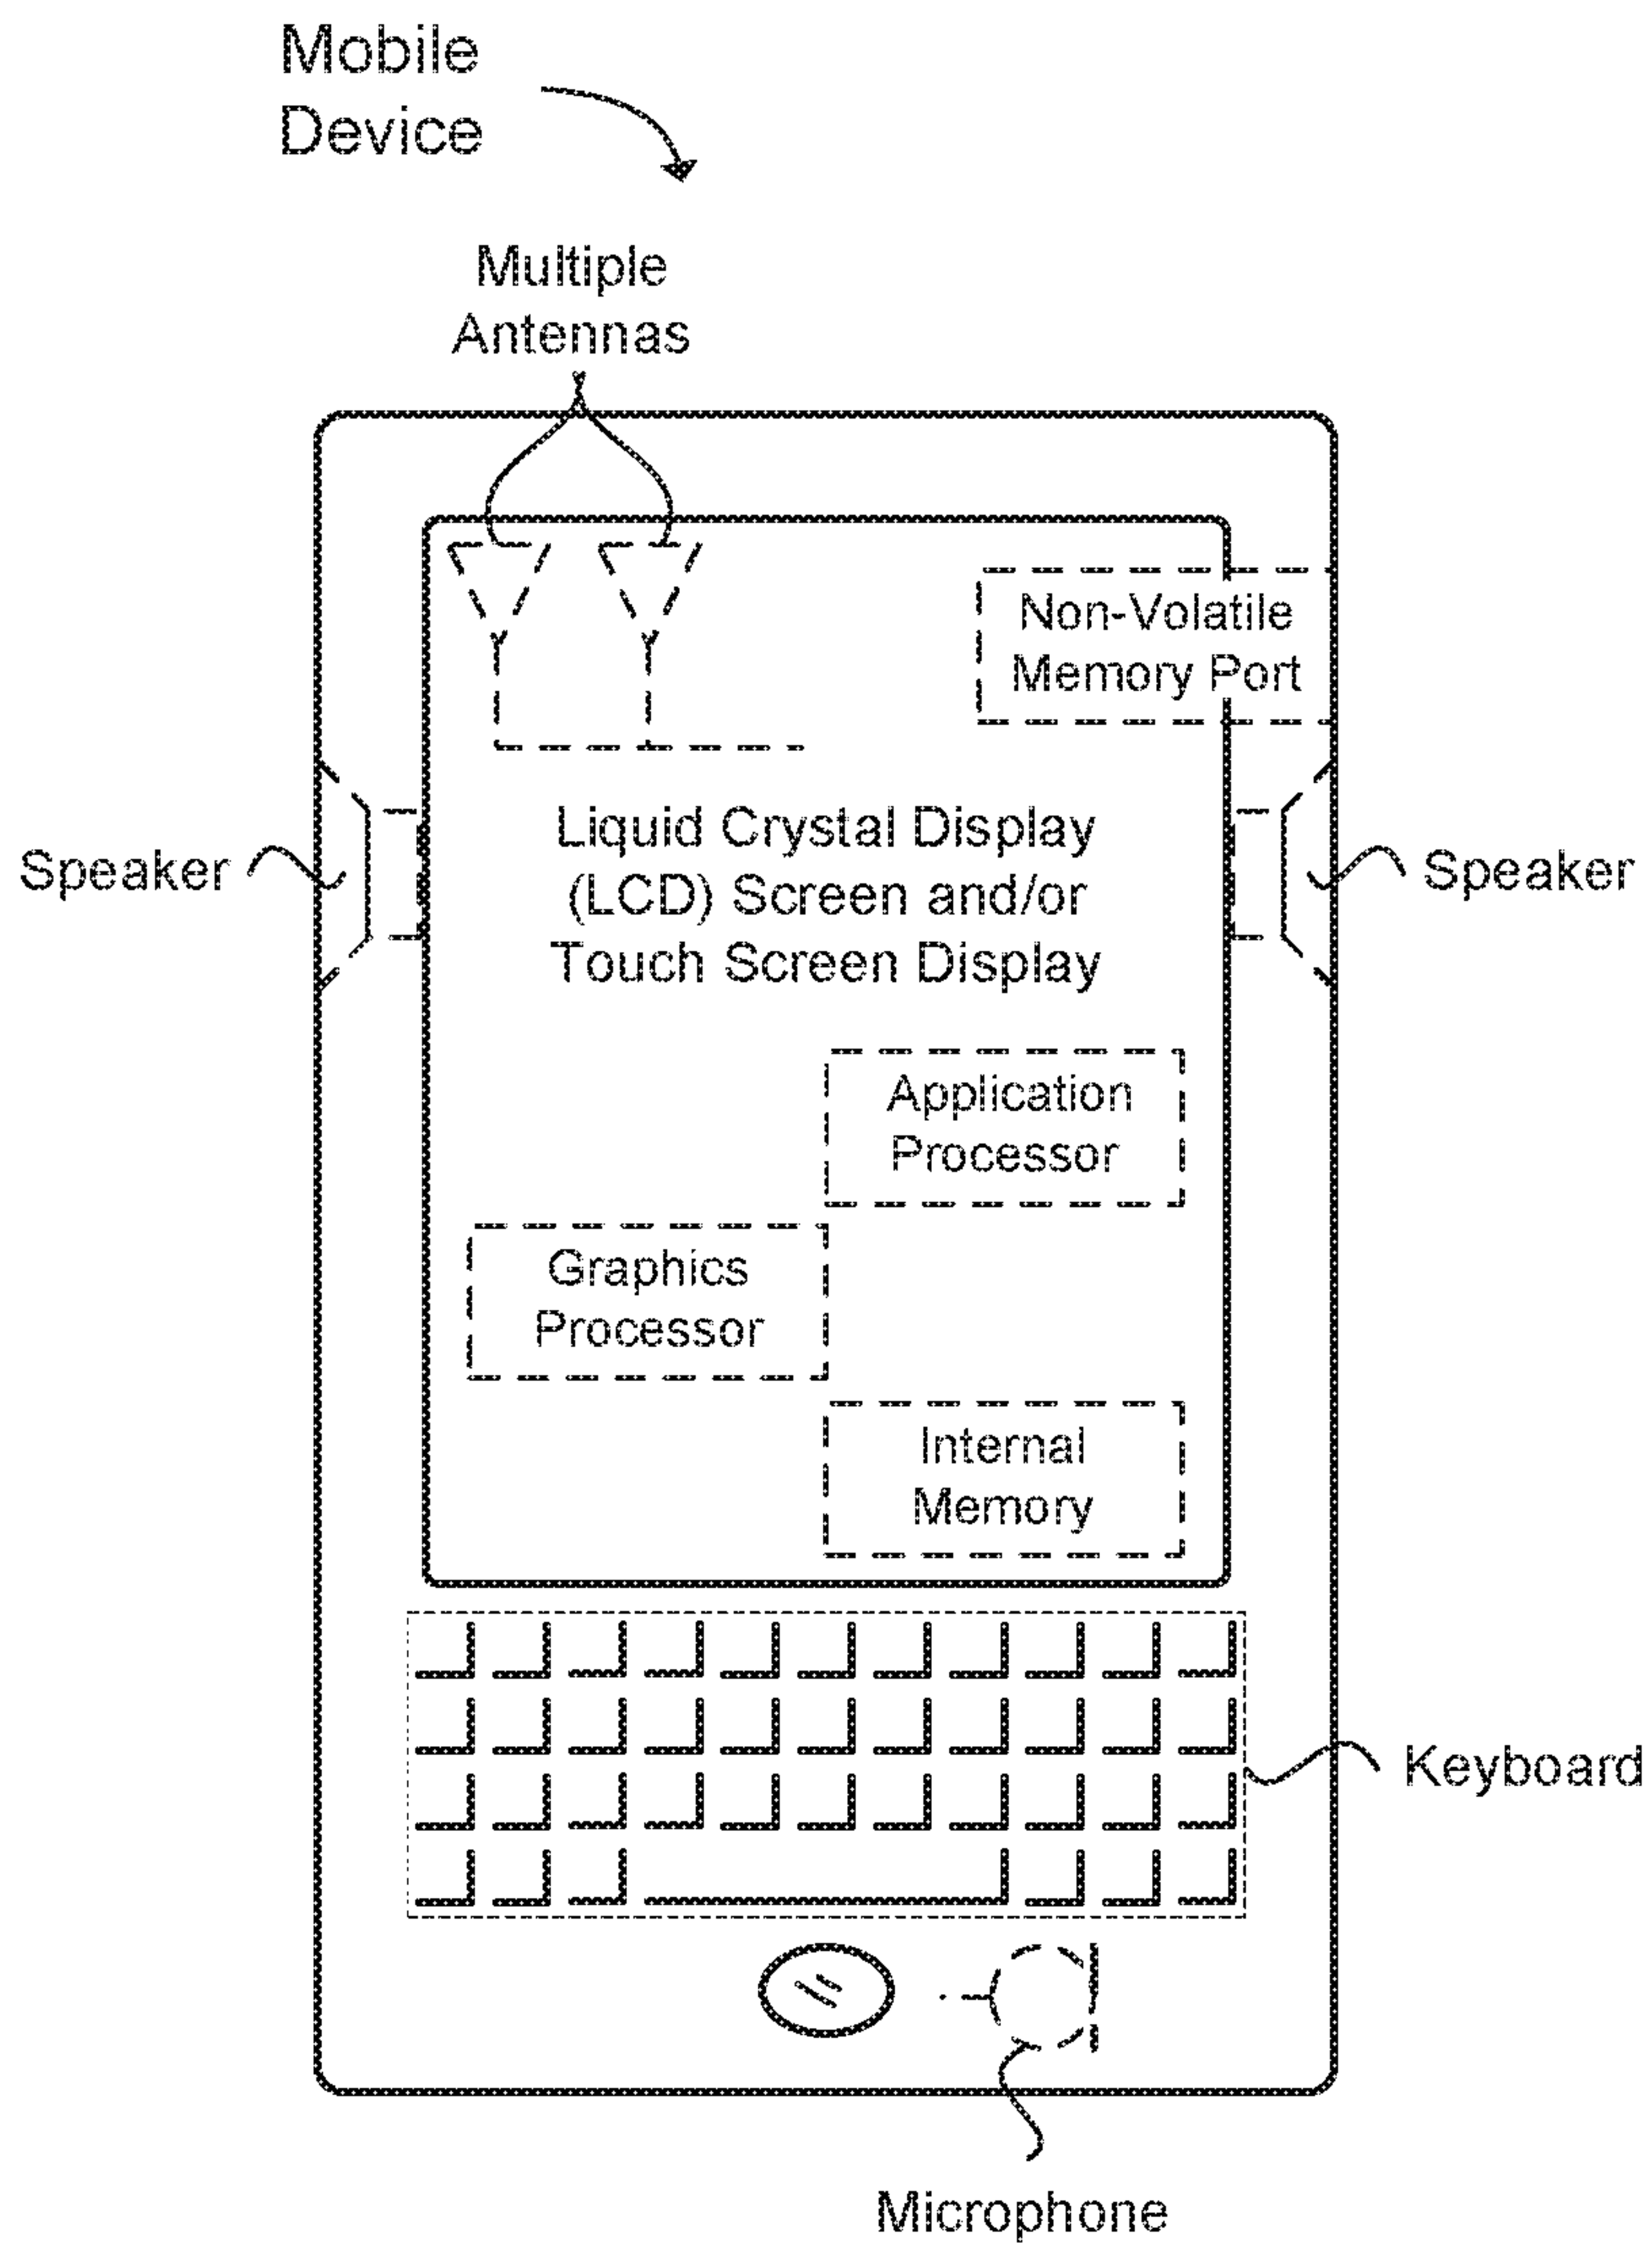 Mobile
Device
Multiple
Antennas
Non-Volatile
Memory Port
Liquid Crystal Display
(LCD) Screen and/or
Touch Screen Display
Speaker
Speaker
Application
Processor
Graphics
Processor
Internal
Memory
Keyboard
Microphone